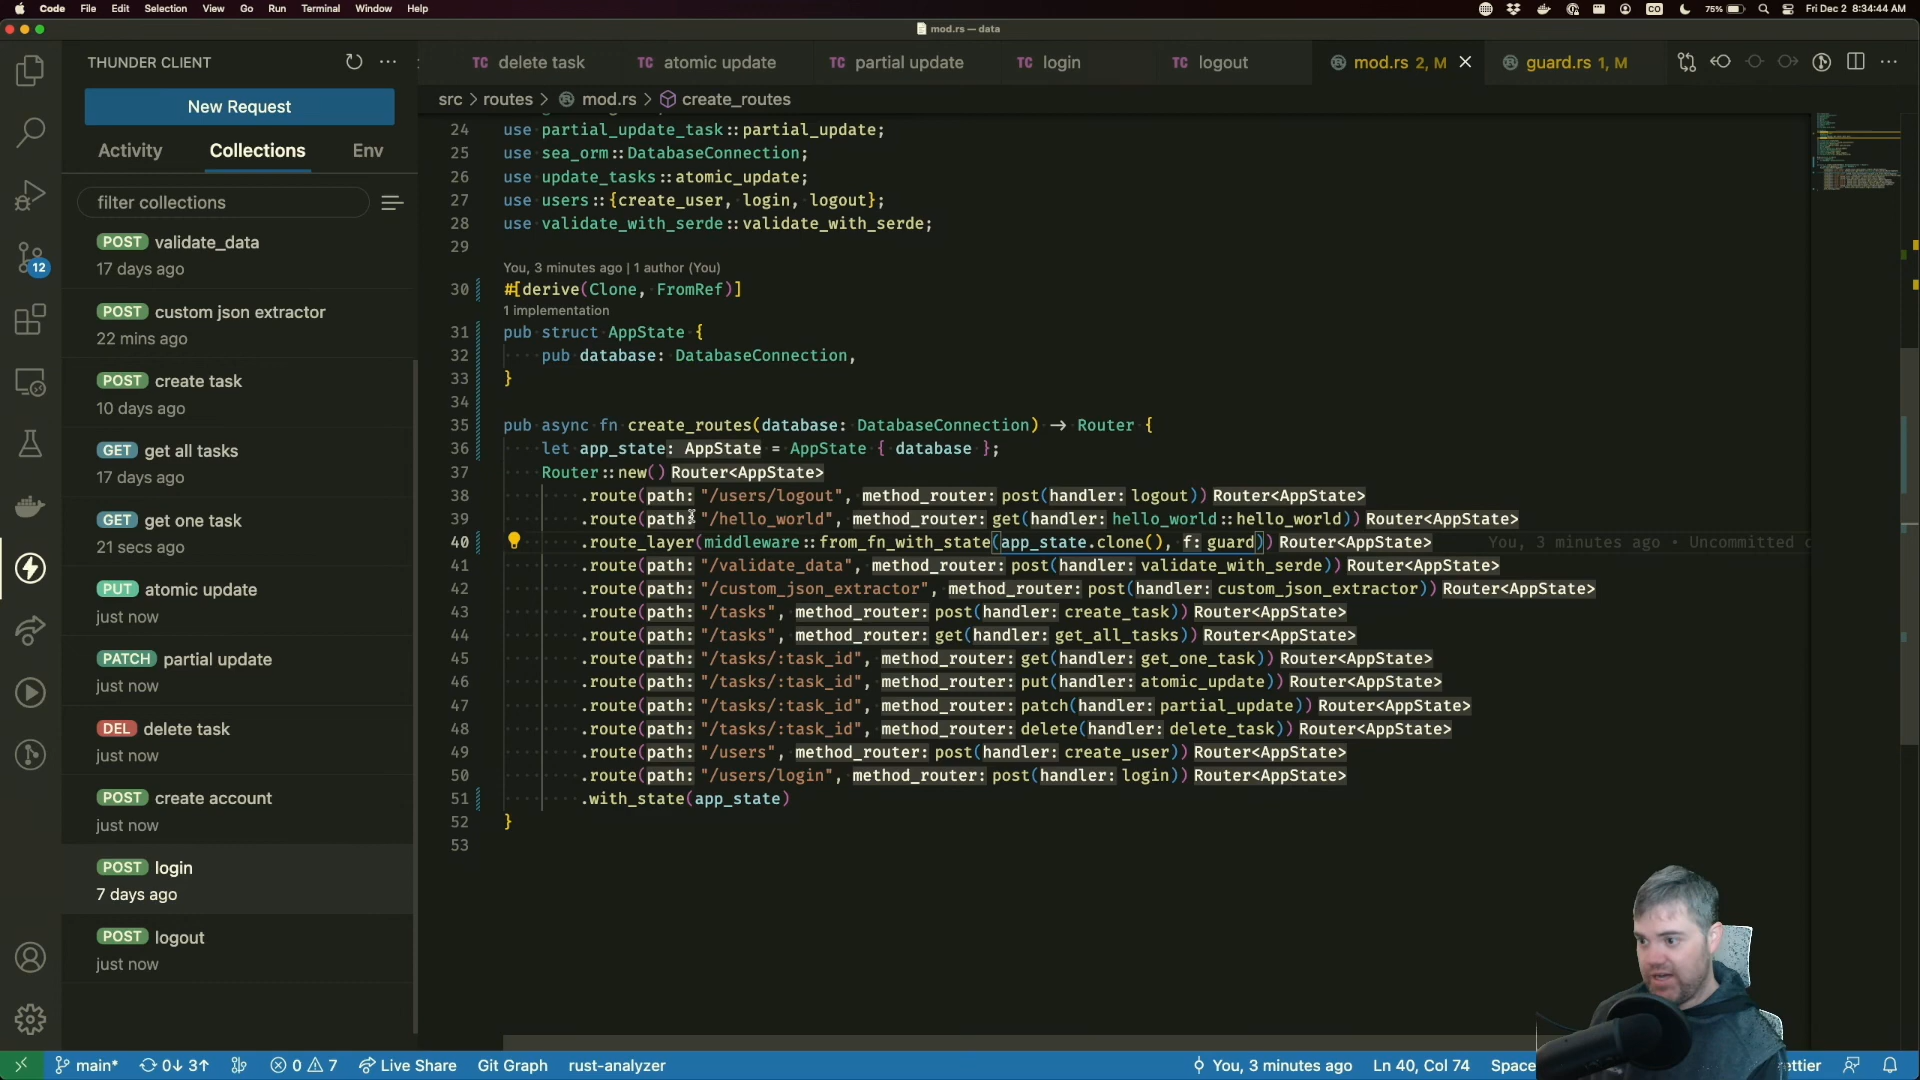 Code File Edit Selection View Go Run Terminal Window Help
75% Fri Dec 2 8:34:44 AM
mod.rs — data
THUNDER CLIENT
New Request
Activity Collections Env
filter collections
POST validate_data
17 days ago
POST custom json extractor
22 mins ago
POST create task
10 days ago
GET get all tasks
17 days ago
GET get one task
21 secs ago
PUT atomic update
just now
PATCH partial update
just now
DEL delete task
just now
POST create account
just now
POST login
7 days ago
POST logout
just now
12
TC delete task TC atomic update TC partial update TC login TC logout mod.rs 2, M guard.rs 1, M
src > routes > mod.rs > create_routes
24 use partial_update_task::partial_update;
25 use sea_orm::DatabaseConnection;
26 use update_tasks::atomic_update;
27 use users::{create_user, login, logout};
28 use validate_with_serde::validate_with_serde;
29
You, 3 minutes ago | 1 author (You)
30 #[derive(Clone, FromRef)]
1 implementation
31 pub struct AppState {
32 pub database: DatabaseConnection,
33 }
34
35 pub async fn create_routes(database: DatabaseConnection) → Router {
36 let app_state: AppState = AppState { database };
37 Router::new() Router<AppState>
38 .route(path: "/users/logout", method_router: post(handler: logout)) Router<AppState>
39 .route(path: "/hello_world", method_router: get(handler: hello_world::hello_world)) Router<AppState>
40 .route_layer(middleware::from_fn_with_state(app_state.clone(), f: guard)) Router<AppState> You, 3 minutes ago • Uncommitted c
41 .route(path: "/validate_data", method_router: post(handler: validate_with_serde)) Router<AppState>
42 .route(path: "/custom_json_extractor", method_router: post(handler: custom_json_extractor)) Router<AppState>
43 .route(path: "/tasks", method_router: post(handler: create_task)) Router<AppState>
44 .route(path: "/tasks", method_router: get(handler: get_all_tasks)) Router<AppState>
45 .route(path: "/tasks/:task_id", method_router: get(handler: get_one_task)) Router<AppState>
46 .route(path: "/tasks/:task_id", method_router: put(handler: atomic_update)) Router<AppState>
47 .route(path: "/tasks/:task_id", method_router: patch(handler: partial_update)) Router<AppState>
48 .route(path: "/tasks/:task_id", method_router: delete(handler: delete_task)) Router<AppState>
49 .route(path: "/users", method_router: post(handler: create_user)) Router<AppState>
50 .route(path: "/users/login", method_router: post(handler: login)) Router<AppState>
51 .with_state(app_state)
52 }
53
main* 0↓ 3↑ 0 7 Live Share Git Graph rust-analyzer You, 3 minutes ago Ln 40, Col 74 Space ettier